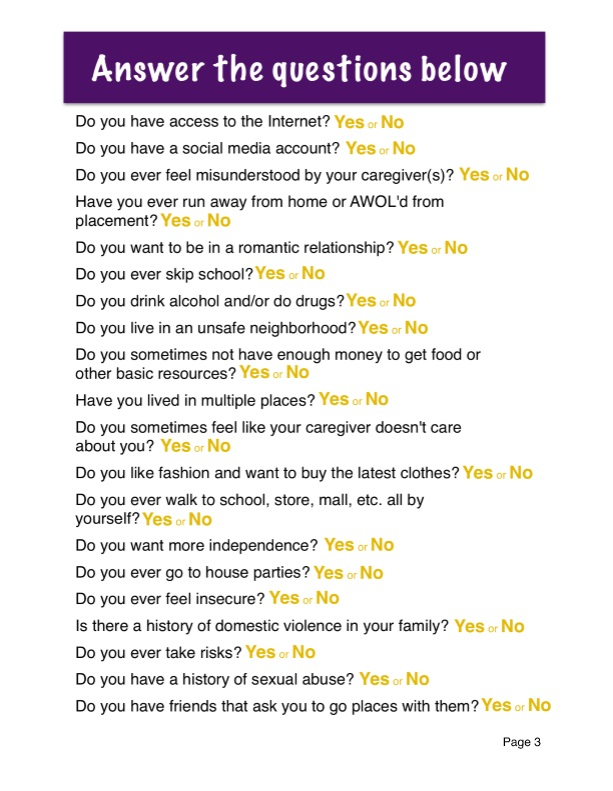 Answer the questions below
Do you have access to the Internet? Yes or No
Do you have a social media account? Yes or No
Do you ever feel misunderstood by your caregiver(s)? Yes or No
Have you ever run away from home or AWOL'd from
placement? Yes or No
Do you want to be in a romantic relationship? Yes or No
Do you ever skip school? Yes or No
Do you drink alcohol and/or do drugs? Yes or No
Do you live in an unsafe neighborhood? Yes or No
Do you sometimes not have enough money to get food or
other basic resources? Yes or No
Have you lived in multiple places? Yes or No
Do you sometimes feel like your caregiver doesn't care
about you? Yes or No
Do you like fashion and want to buy the latest clothes? Yes or No
Do you ever walk to school, store, mall, etc. all by
yourself? Yes or No
Do you want more independence? Yes or No
Do you ever go to house parties? Yes or No
Do you ever feel insecure? Yes or No
Is there a history of domestic violence in your family? Yes or No
Do you ever take risks? Yes or No
Do you have a history of sexual abuse? Yes or No
Do you have friends that ask you to go places with them? Yes or No
Page 3